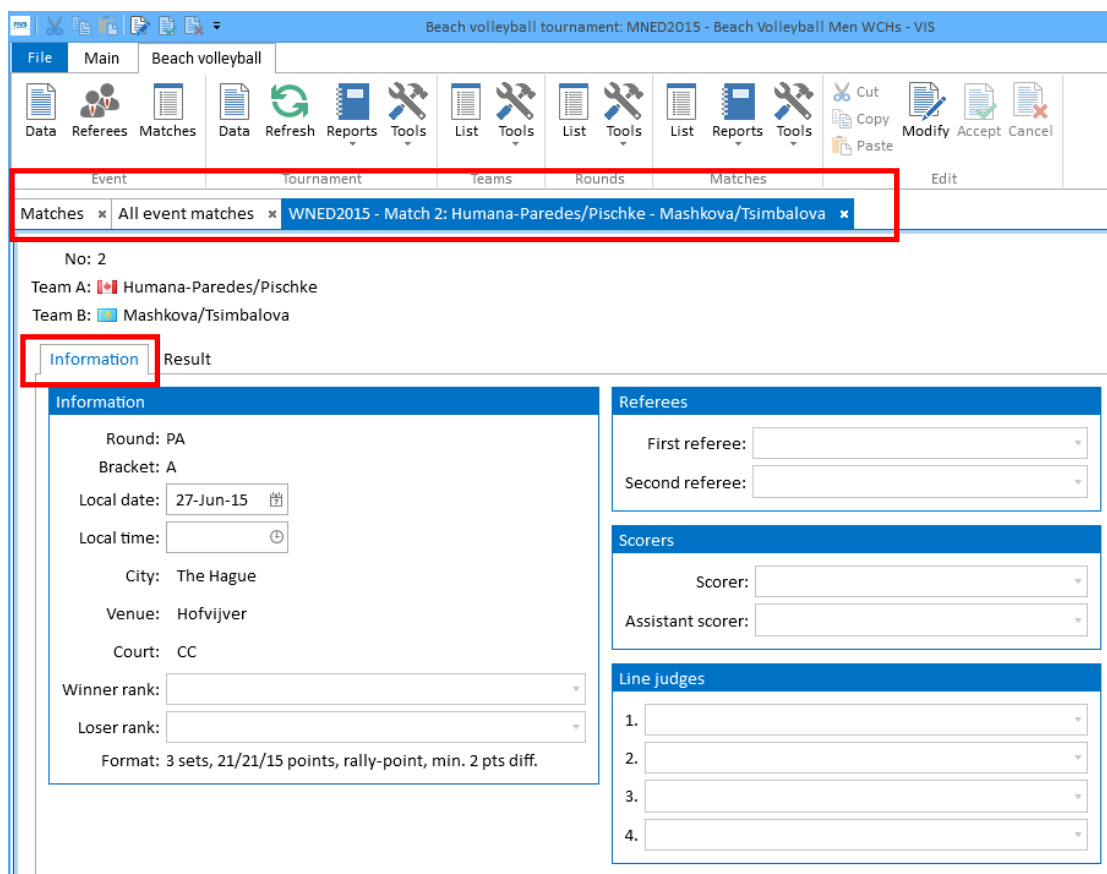 Beach volleyball tournament: MNED2015 - Beach Volleyball Men WCHs - VIS
File Main Beach volleyball
Data Referees Matches Data Refresh Reports Tools List Tools List Tools List Reports Tools Cut Copy Paste Modify Accept Cancel
Event Tournament Teams Rounds Matches Edit
Matches All event matches WNED2015 - Match 2: Humana-Paredes/Pischke - Mashkova/Tsimbalova
No: 2
Team A: Humana-Paredes/Pischke
Team B: Mashkova/Tsimbalova
Information Result
Information
Round: PA
Bracket: A
Local date: 27-Jun-15
Local time:
City: The Hague
Venue: Hofvijver
Court: CC
Winner rank:
Loser rank:
Format: 3 sets, 21/21/15 points, rally-point, min. 2 pts diff.
Referees
First referee:
Second referee:
Scorers
Scorer:
Assistant scorer:
Line judges
1.
2.
3.
4.